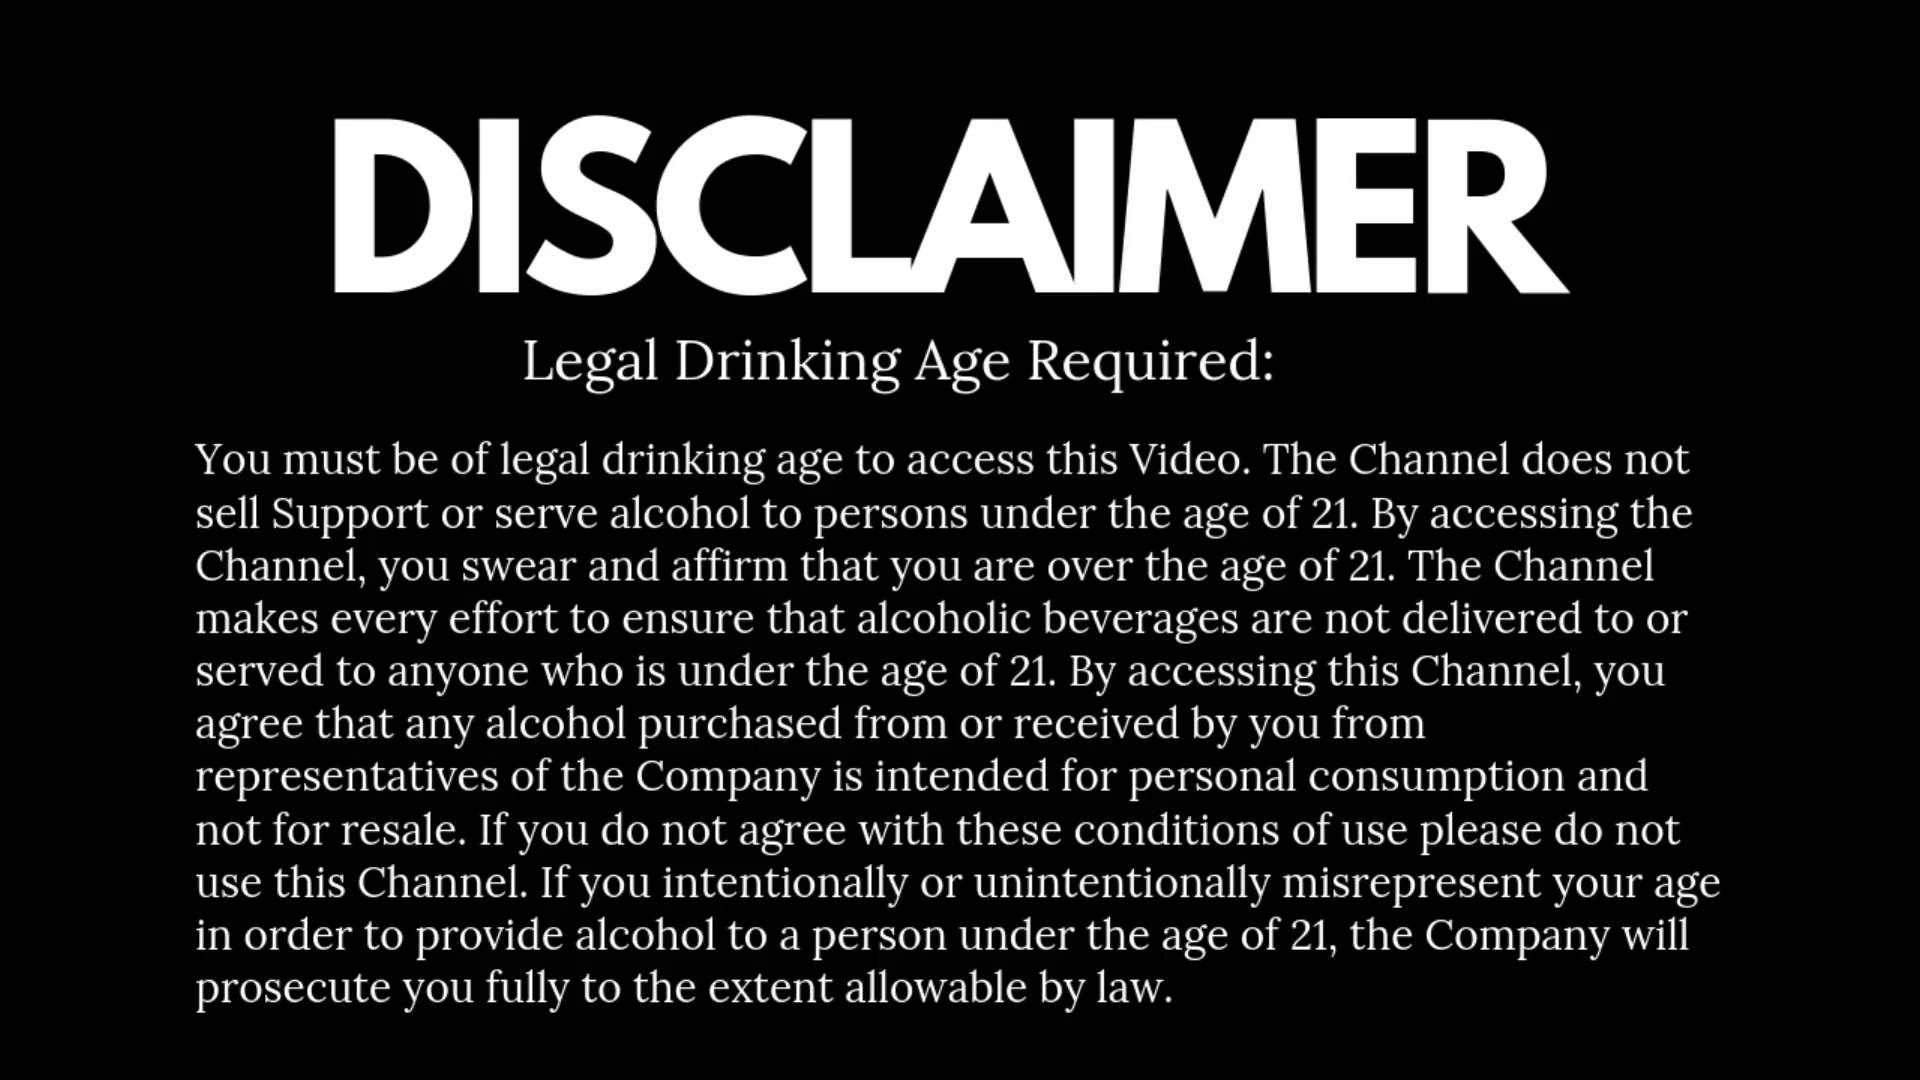 DISCLAIMER
Legal Drinking Age Required:
You must be of legal drinking age to access this Video. The Channel does not
sell Support or serve alcohol to persons under the age of 21. By accessing the
Channel, you swear and affirm that you are over the age of 21. The Channel
makes every effort to ensure that alcoholic beverages are not delivered to or
served to anyone who is under the age of 21. By accessing this Channel, you
agree that any alcohol purchased from or received by you from
representatives of the Company is intended for personal consumption and
not for resale. If you do not agree with these conditions of use please do not
use this Channel. If you intentionally or unintentionally misrepresent your age
in order to provide alcohol to a person under the age of 21, the Company will
prosecute you fully to the extent allowable by law.